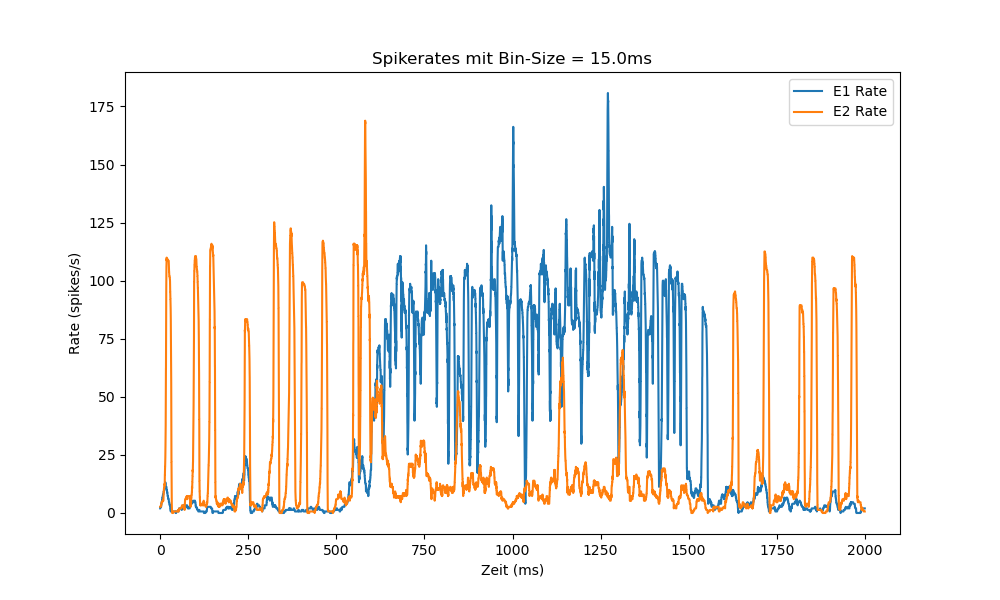 Spikerates mit Bin-Size = 15.0ms
E1 Rate
E2 Rate
175
150
125
100
75
50
25
0
Rate (spikes/s)
0 250 500 750 1000 1250 1500 1750 2000
Zeit (ms)